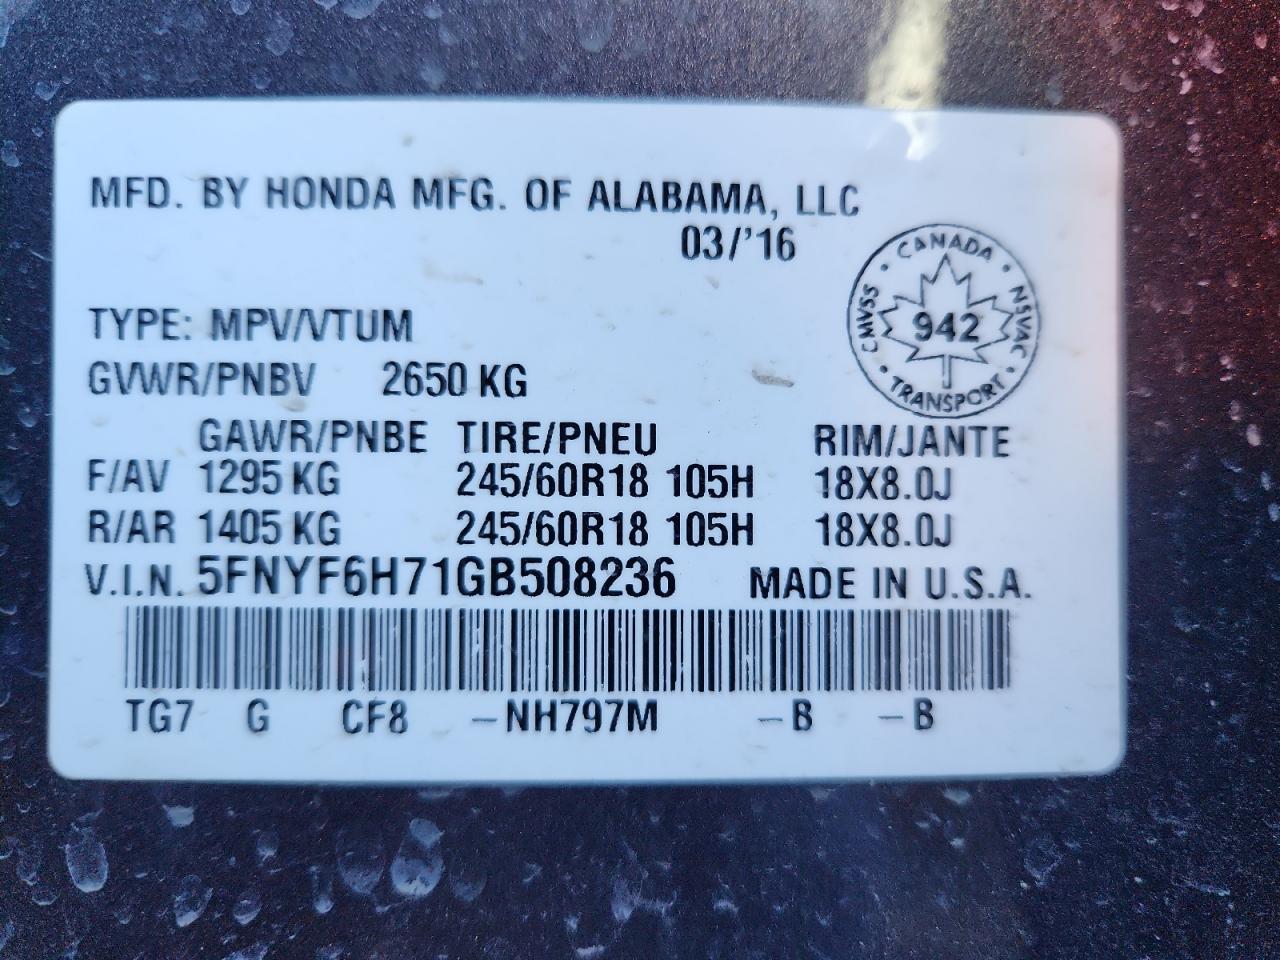 MFD. BY HONDA MFG. OF ALABAMA, LLC
03/'16
CANADA
CMVSS
942
NSVAC
TRANSPORT
TYPE: MPV/VTUM
GVWR/PNBV 2650 KG
GAWR/PNBE TIRE/PNEU RIM/JANTE
F/AV 1295 KG 245/60R18 105H 18X8.0J
R/AR 1405 KG 245/60R18 105H 18X8.0J
V.I.N. 5FNYF6H71GB508236 MADE IN U.S.A.
TG7 G CF8 -NH797M -B -B